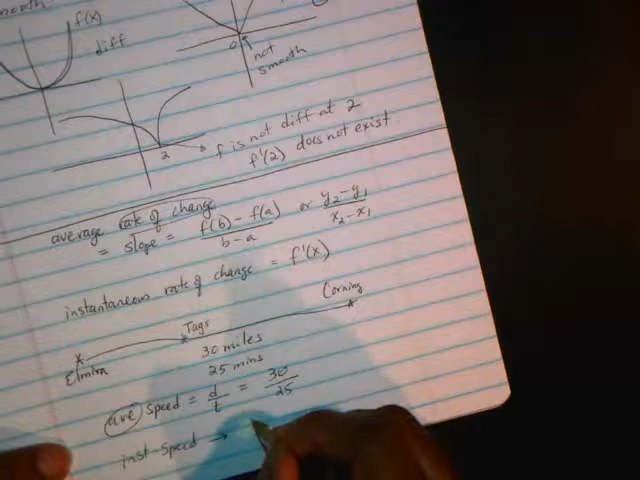 smooth
f(x)
diff
0
not
smooth
2
f is not diff at 2
f'(2) does not exist
average rate of change
= slope = f(b) - f(a) / b - a or y₂ - y₁ / x₂ - x₁
instantaneous rate of change = f'(x)
Elmira Tags Corning
30 miles
25 mins
ave speed = d/t = 30/25
inst-speed →